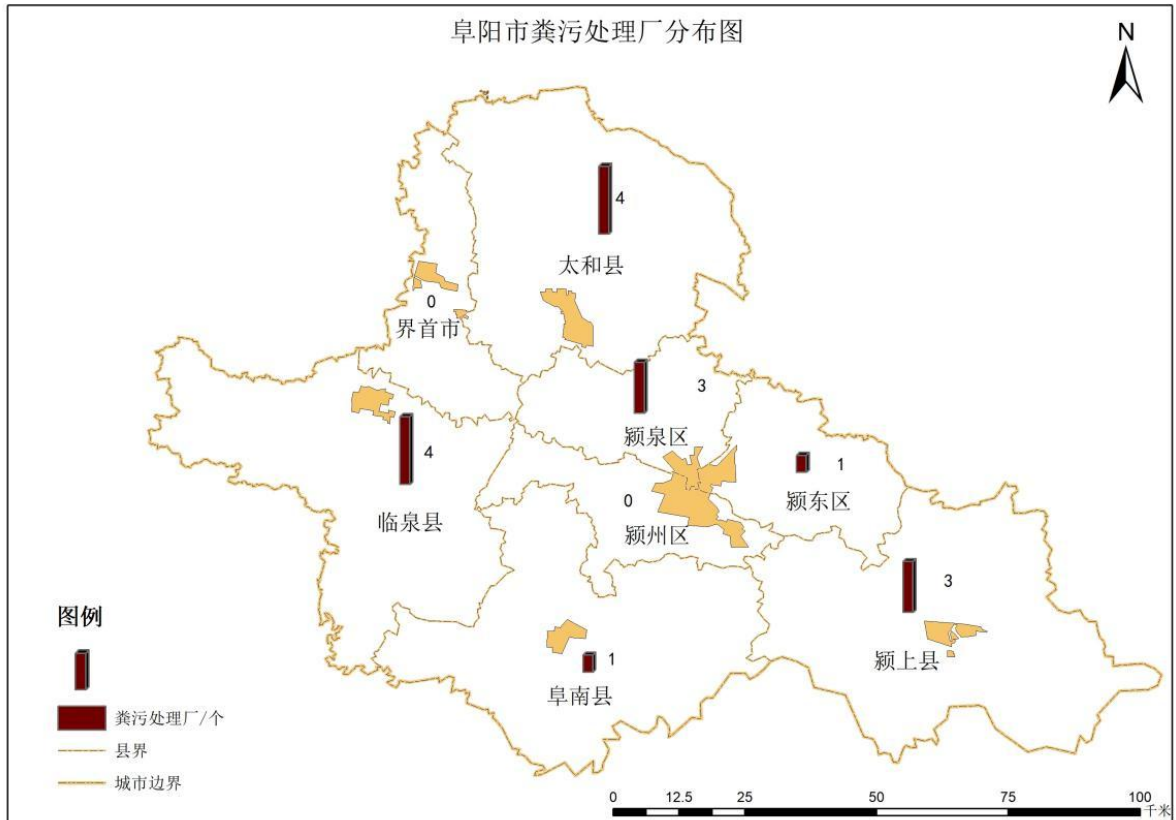 阜阳市粪污处理厂分布图
N
4
太和县
0
界首市
3
颍泉区
4
临泉县
1
颍东区
0
颍州区
3
颍上县
1
阜南县
图例
粪污处理厂/个
县界
城市边界
0 12.5 25 50 75 100
千米